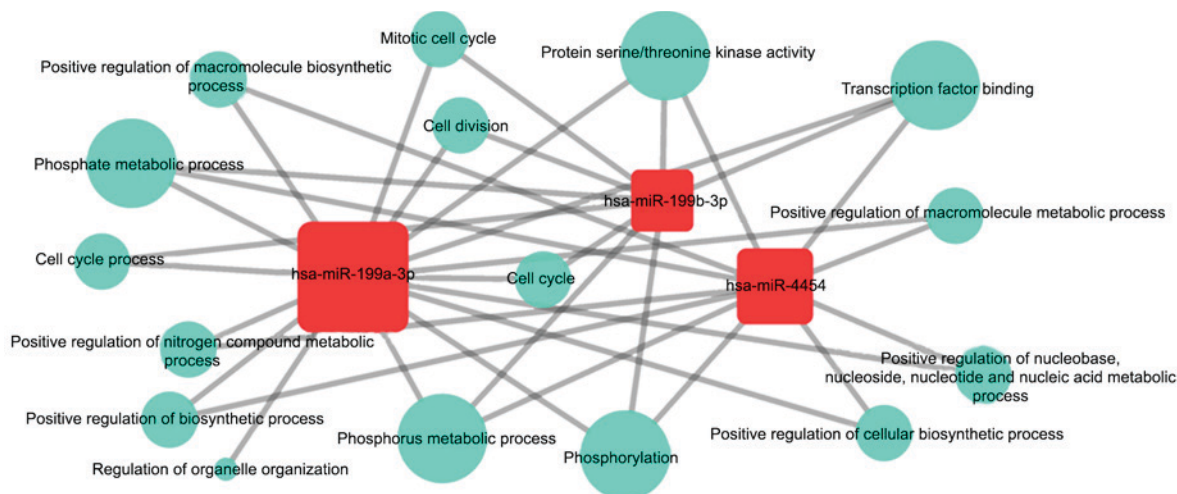 Mitotic cell cycle
Protein serine/threonine kinase activity
Positive regulation of macromolecule biosynthetic
process
Transcription factor binding
Cell division
Phosphate metabolic process
hsa-miR-199b-3p
Positive regulation of macromolecule metabolic process
Cell cycle process
hsa-miR-199a-3p
Cell cycle
hsa-miR-4454
Positive regulation of nitrogen compound metabolic
process
Positive regulation of nucleobase,
nucleoside, nucleotide and nucleic acid metabolic
process
Positive regulation of biosynthetic process
Phosphorus metabolic process
Positive regulation of cellular biosynthetic process
Phosphorylation
Regulation of organelle organization